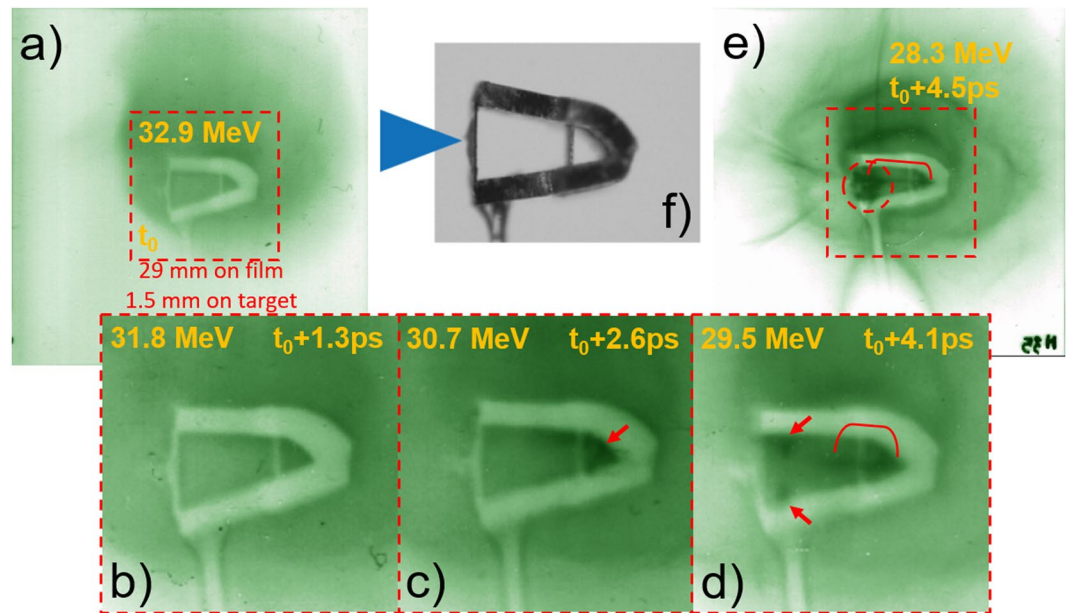 a)
32.9 MeV
t0
29 mm on film
1.5 mm on target
f)
e)
28.3 MeV
t0+4.5ps
31.8 MeV t0+1.3ps
b)
30.7 MeV t0+2.6ps
c)
29.5 MeV t0+4.1ps
d)